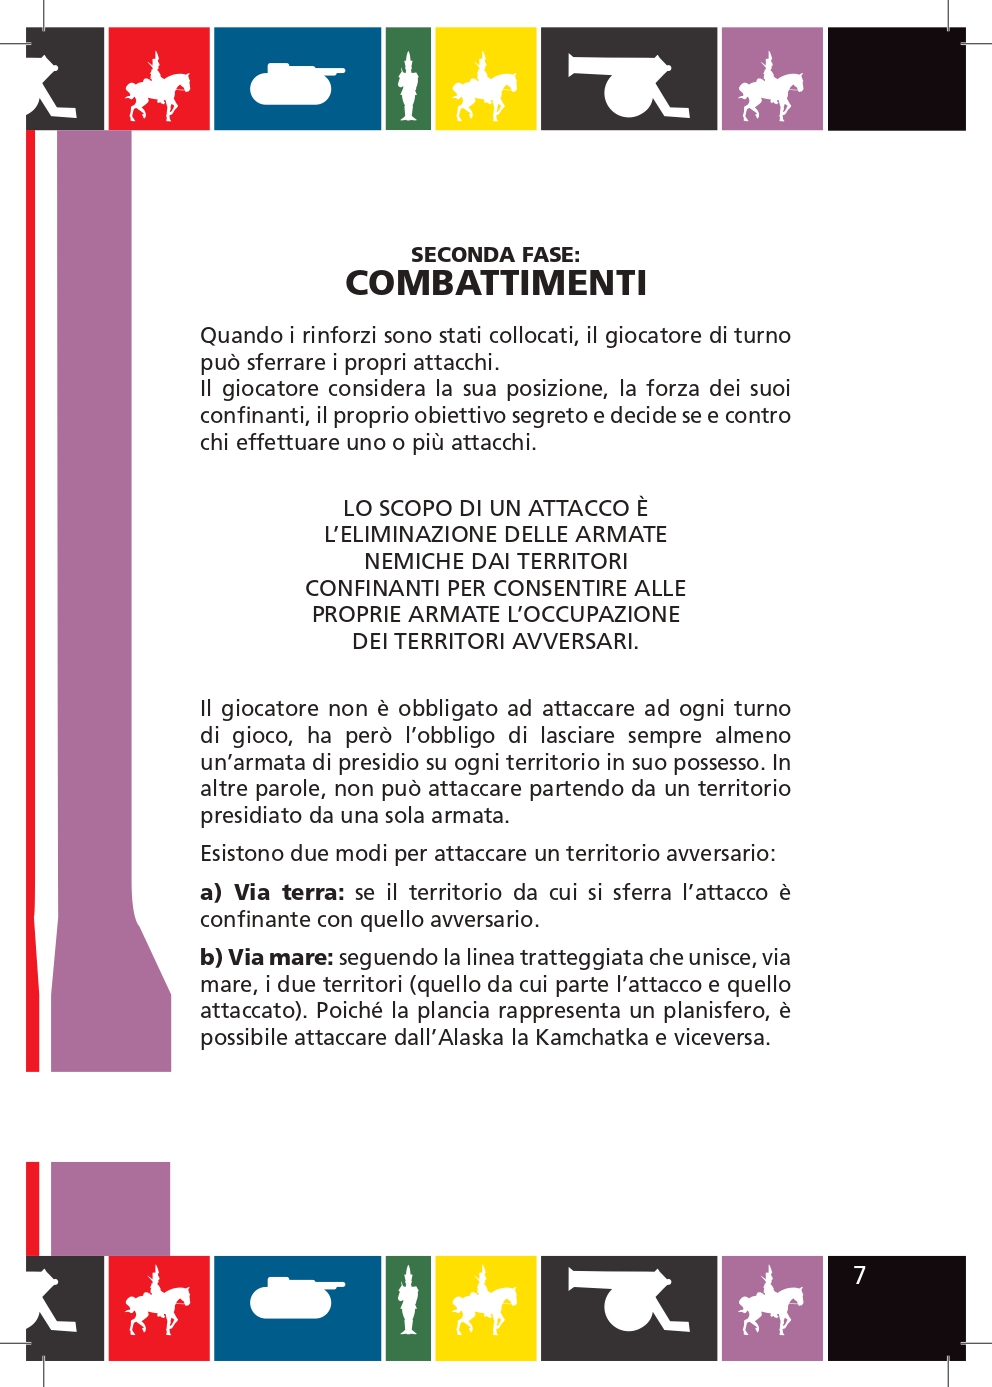 SECONDA FASE:
COMBATTIMENTI
Quando i rinforzi sono stati collocati, il giocatore di turno
può sferrare i propri attacchi.
Il giocatore considera la sua posizione, la forza dei suoi
confinanti, il proprio obiettivo segreto e decide se e contro
chi effettuare uno o più attacchi.
LO SCOPO DI UN ATTACCO È
L’ELIMINAZIONE DELLE ARMATE
NEMICHE DAI TERRITORI
CONFINANTI PER CONSENTIRE ALLE
PROPRIE ARMATE L’OCCUPAZIONE
DEI TERRITORI AVVERSARI.
Il giocatore non è obbligato ad attaccare ad ogni turno
di gioco, ha però l’obbligo di lasciare sempre almeno
un’armata di presidio su ogni territorio in suo possesso. In
altre parole, non può attaccare partendo da un territorio
presidiato da una sola armata.
Esistono due modi per attaccare un territorio avversario:
a) Via terra: se il territorio da cui si sferra l’attacco è
confinante con quello avversario.
b) Via mare: seguendo la linea tratteggiata che unisce, via
mare, i due territori (quello da cui parte l’attacco e quello
attaccato). Poiché la plancia rappresenta un planisfero, è
possibile attaccare dall’Alaska la Kamchatka e viceversa.
7